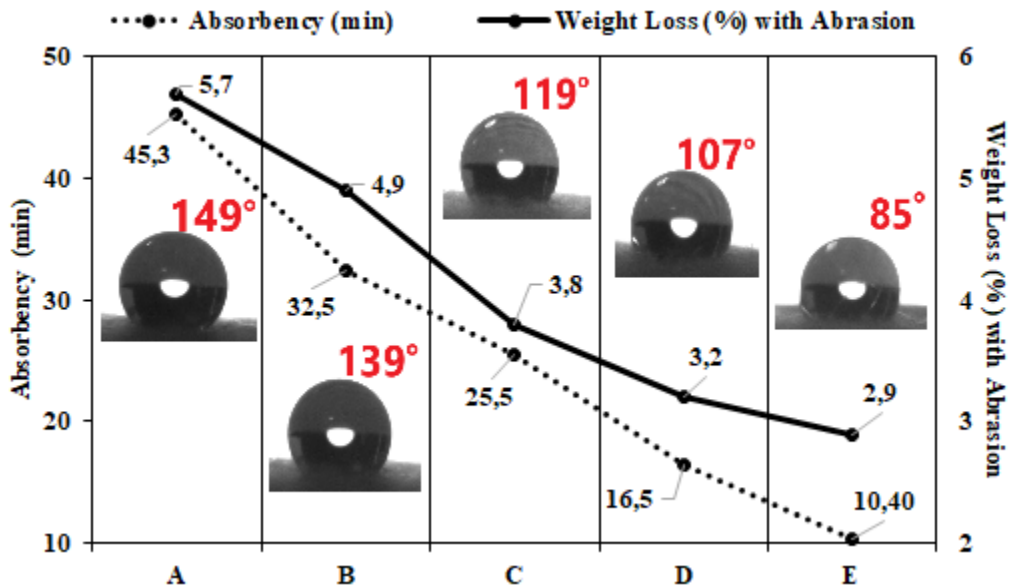 Absorbency (min)
Weight Loss (%) with Abrasion
50
40
30
20
10
Absorbency (min)
6
5
4
3
2
Weight Loss (%) with Abrasion
5,7
45,3
149°
4,9
32,5
139°
119°
3,8
25,5
107°
3,2
16,5
85°
2,9
10,40
A
B
C
D
E